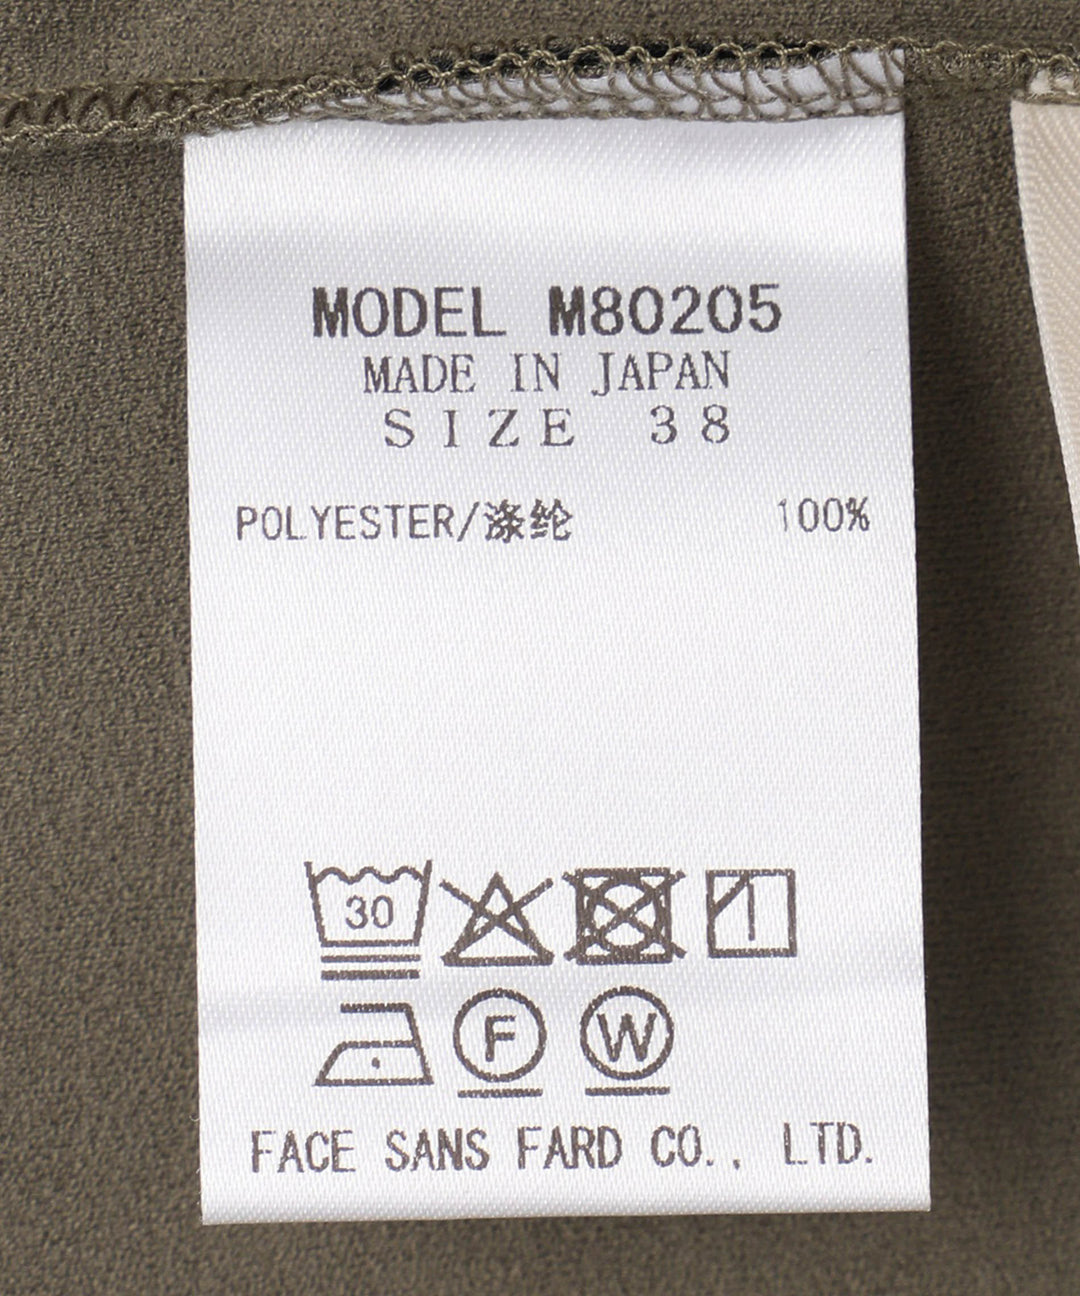 MODEL M80205
MADE IN JAPAN
SIZE 38
POLYESTER/涤纶 100%
30
F W
FACE SANS FARD CO., LTD.